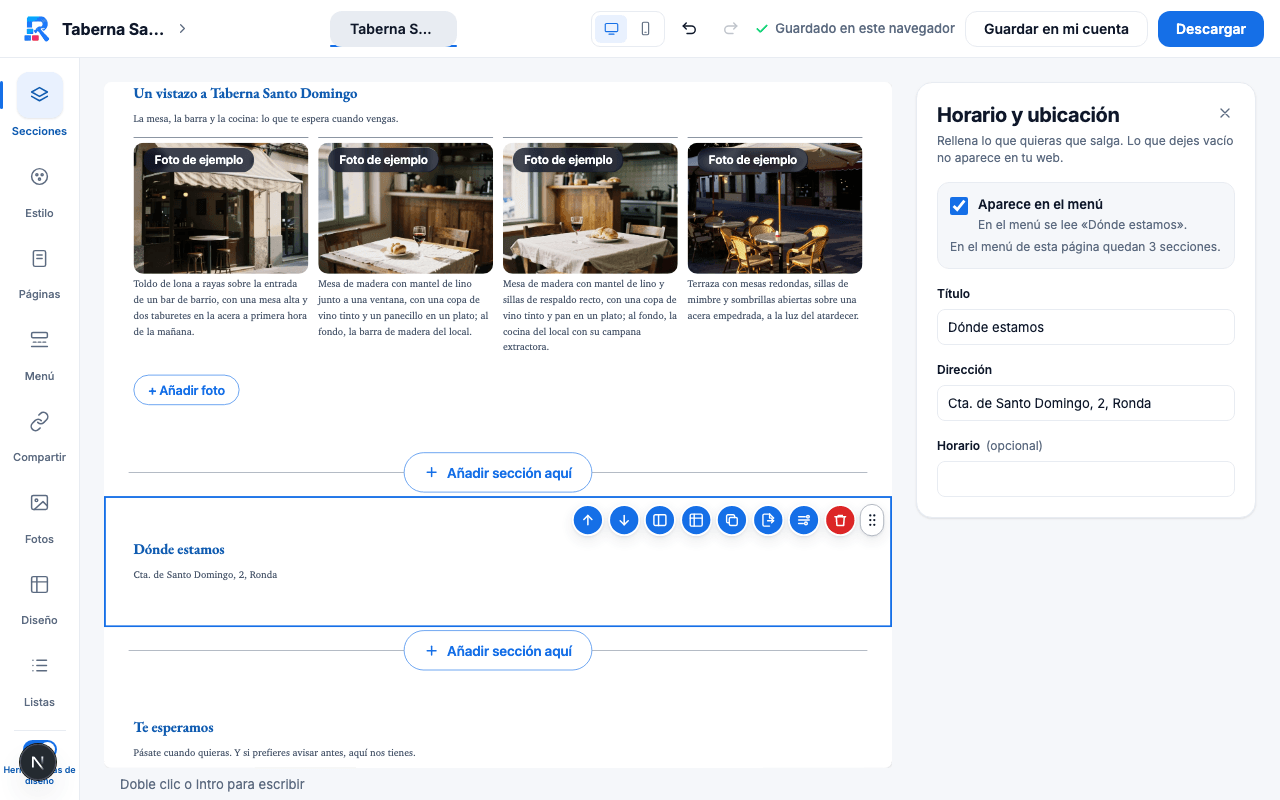 Taberna Sa...
Taberna S...
Guardado en este navegador
Guardar en mi cuenta
Descargar
Secciones
Estilo
Páginas
Menú
Compartir
Fotos
Diseño
Listas
N
diseño
Un vistazo a Taberna Santo Domingo
La mesa, la barra y la cocina: lo que te espera cuando vengas.
Foto de ejemplo
Foto de ejemplo
Foto de ejemplo
Foto de ejemplo
Toldo de lona a rayas sobre la entrada
de un bar de barrio, con una mesa alta y
dos taburetes en la acera a primera hora
de la mañana.
Mesa de madera con mantel de lino
junto a una ventana, con una copa de
vino tinto y un panecillo en un plato; al
fondo, la barra de madera del local.
Mesa de madera con mantel de lino y
sillas de respaldo recto, con una copa de
vino tinto y pan en un plato; al fondo, la
cocina del local con su campana
extractora.
Terraza con mesas redondas, sillas de
mimbre y sombrillas abiertas sobre una
acera empedrada, a la luz del atardecer.
+ Añadir foto
Añadir sección aquí
Dónde estamos
Cta. de Santo Domingo, 2, Ronda
Añadir sección aquí
Te esperamos
Pásate cuando quieras. Y si prefieres avisar antes, aquí nos tienes.
Doble clic o Intro para escribir
Horario y ubicación
Rellena lo que quieras que salga. Lo que dejes vacío
no aparece en tu web.
Aparece en el menú
En el menú se lee «Dónde estamos».
En el menú de esta página quedan 3 secciones.
Título
Dónde estamos
Dirección
Cta. de Santo Domingo, 2, Ronda
Horario (opcional)